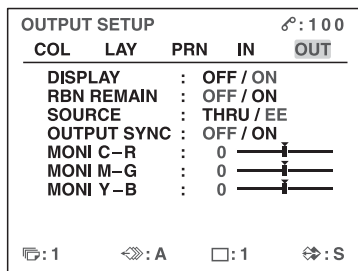 OUTPUT SETUP :100
COL LAY PRN IN OUT
DISPLAY : OFF / ON
RBN REMAIN : OFF / ON
SOURCE : THRU / EE
OUTPUT SYNC : OFF / ON
MONI C–R : 0
MONI M–G : 0
MONI Y–B : 0
:1 :A :1 :S